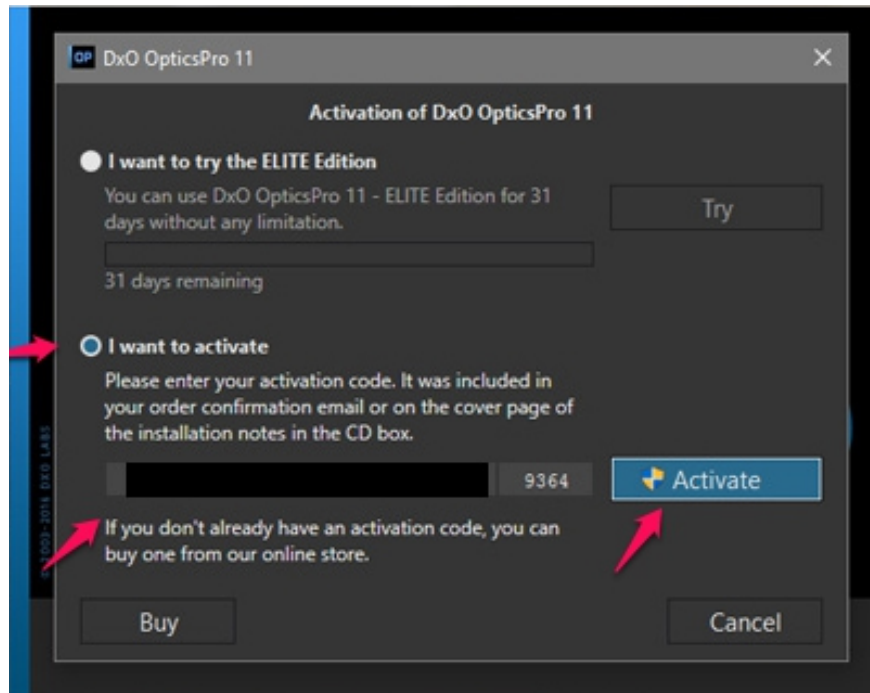 OP DxO OpticsPro 11
Activation of DxO OpticsPro 11
I want to try the ELITE Edition
You can use DxO OpticsPro 11 - ELITE Edition for 31
days without any limitation.
Try
31 days remaining
I want to activate
Please enter your activation code. It was included in
your order confirmation email or on the cover page of
the installation notes in the CD box.
9364
Activate
If you don't already have an activation code, you can
buy one from our online store.
Buy
Cancel
© 2003-2016 DXO LABS